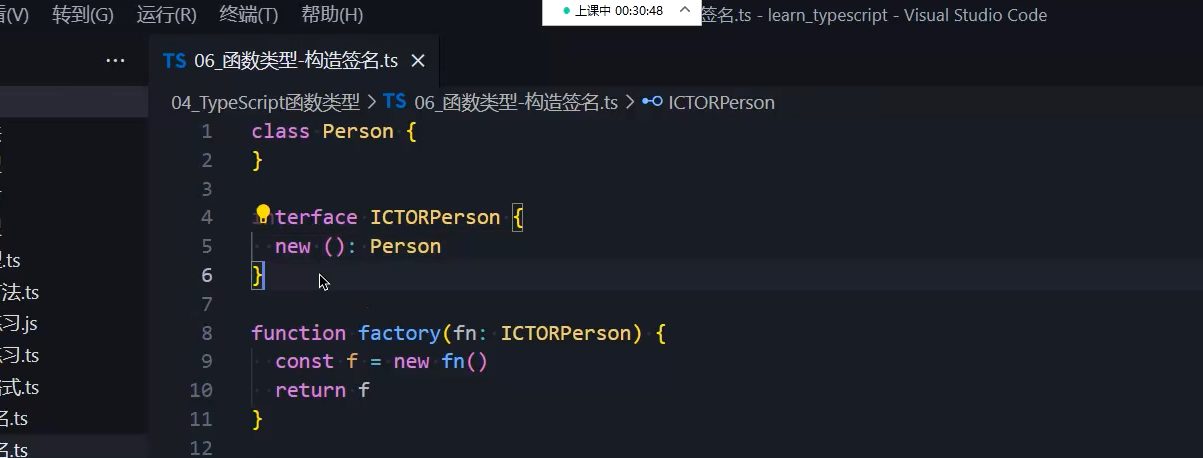 看(V) 转到(G) 运行(R) 终端(T) 帮助(H) 上课中 00:30:48 签名.ts - learn_typescript - Visual Studio Code
··· TS 06_函数类型-构造签名.ts ×
04_TypeScript函数类型 > TS 06_函数类型-构造签名.ts > ICTORPerson
1 class Person {
2 }
3
4 interface ICTORPerson {
5 new (): Person
6 }
7
8 function factory(fn: ICTORPerson) {
9 const f = new fn()
10 return f
11 }
12
.ts
法.ts
习.js
习.ts
式.ts
名.ts
名.ts